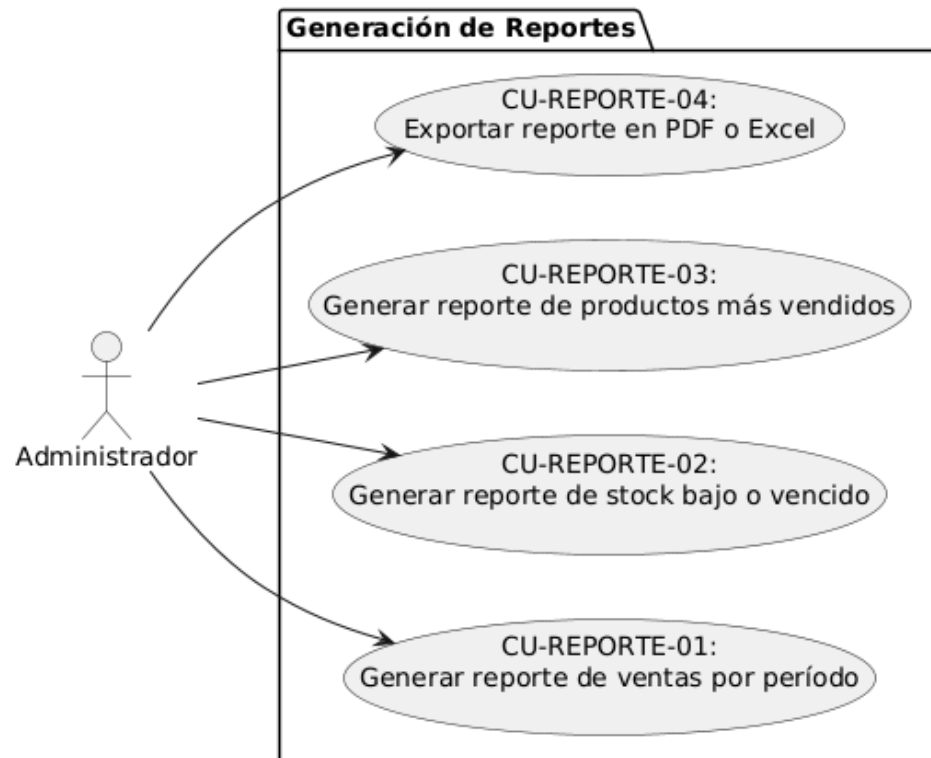 Generación de Reportes
CU-REPORTE-04:
Exportar reporte en PDF o Excel
CU-REPORTE-03:
Generar reporte de productos más vendidos
Administrador
CU-REPORTE-02:
Generar reporte de stock bajo o vencido
CU-REPORTE-01:
Generar reporte de ventas por período